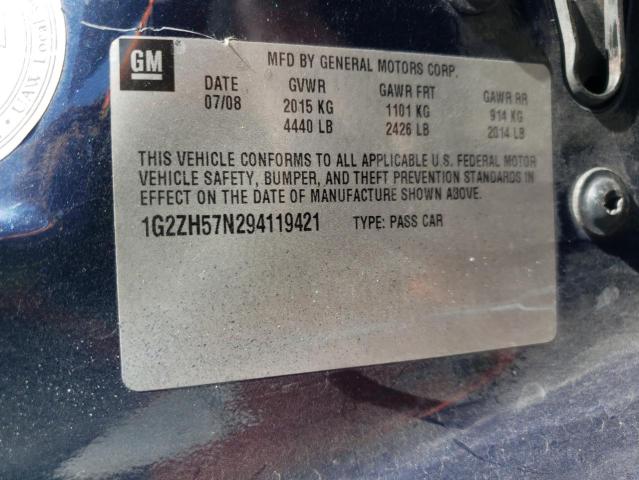 GM
MFD BY GENERAL MOTORS CORP.
DATE GVWR GAWR FRT GAWR RR
07/08 2015 KG 1101 KG 914 KG
4440 LB 2426 LB 2014 LB
THIS VEHICLE CONFORMS TO ALL APPLICABLE U.S. FEDERAL MOTOR
VEHICLE SAFETY, BUMPER, AND THEFT PREVENTION STANDARDS IN
EFFECT ON THE DATE OF MANUFACTURE SHOWN ABOVE.
1G2ZH57N294119421 TYPE: PASS CAR
UAW Local